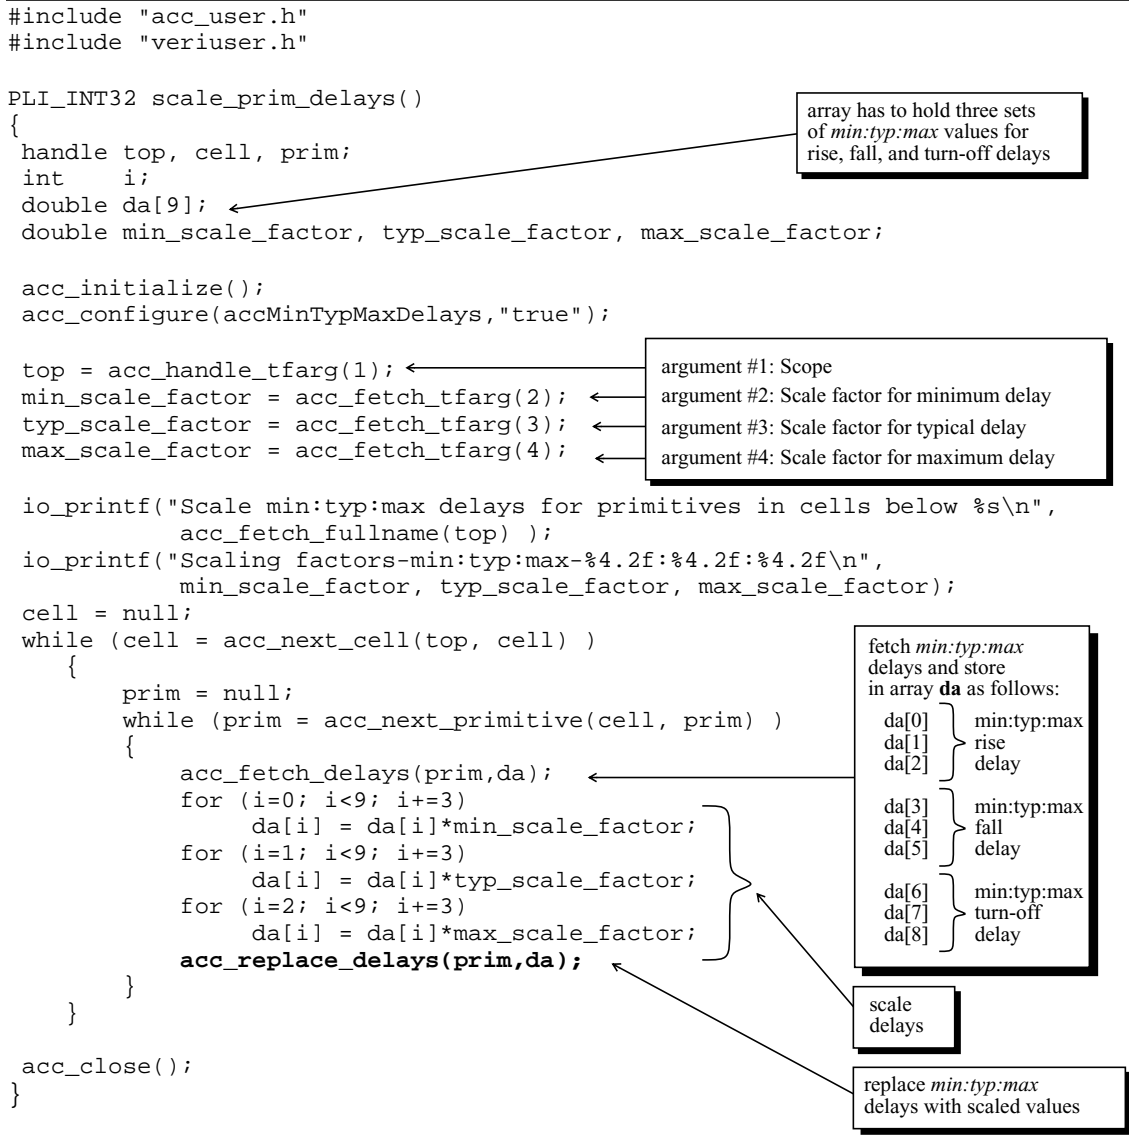 #include "acc_user.h"
#include "veriuser.h"
PLI_INT32 scale_prim_delays()
{
handle top, cell, prim;
int i;
double da[9];
double min_scale_factor, typ_scale_factor, max_scale_factor;
array has to hold three sets
of min:typ:max values for
rise, fall, and turn-off delays
acc_initialize();
acc_configure(accMinTypMaxDelays,"true");
top = acc_handle_tfarg(1);
min_scale_factor = acc_fetch_tfarg(2);
typ_scale_factor = acc_fetch_tfarg(3);
max_scale_factor = acc_fetch_tfarg(4);
argument #1: Scope
argument #2: Scale factor for minimum delay
argument #3: Scale factor for typical delay
argument #4: Scale factor for maximum delay
io_printf("Scale min:typ:max delays for primitives in cells below %s\n",
acc_fetch_fullname(top) );
io_printf("Scaling factors-min:typ:max-%4.2f:%4.2f:%4.2f\n",
min_scale_factor, typ_scale_factor, max_scale_factor);
cell = null;
while (cell = acc_next_cell(top, cell) )
{
prim = null;
while (prim = acc_next_primitive(cell, prim) )
{
acc_fetch_delays(prim,da);
for (i=0; i<9; i+=3)
da[i] = da[i]*min_scale_factor;
for (i=1; i<9; i+=3)
da[i] = da[i]*typ_scale_factor;
for (i=2; i<9; i+=3)
da[i] = da[i]*max_scale_factor;
acc_replace_delays(prim,da);
}
}
fetch min:typ:max
delays and store
in array da as follows:
da[0] min:typ:max
da[1] rise
da[2] delay
da[3] min:typ:max
da[4] fall
da[5] delay
da[6] min:typ:max
da[7] turn-off
da[8] delay
scale
delays
acc_close();
}
replace min:typ:max
delays with scaled values